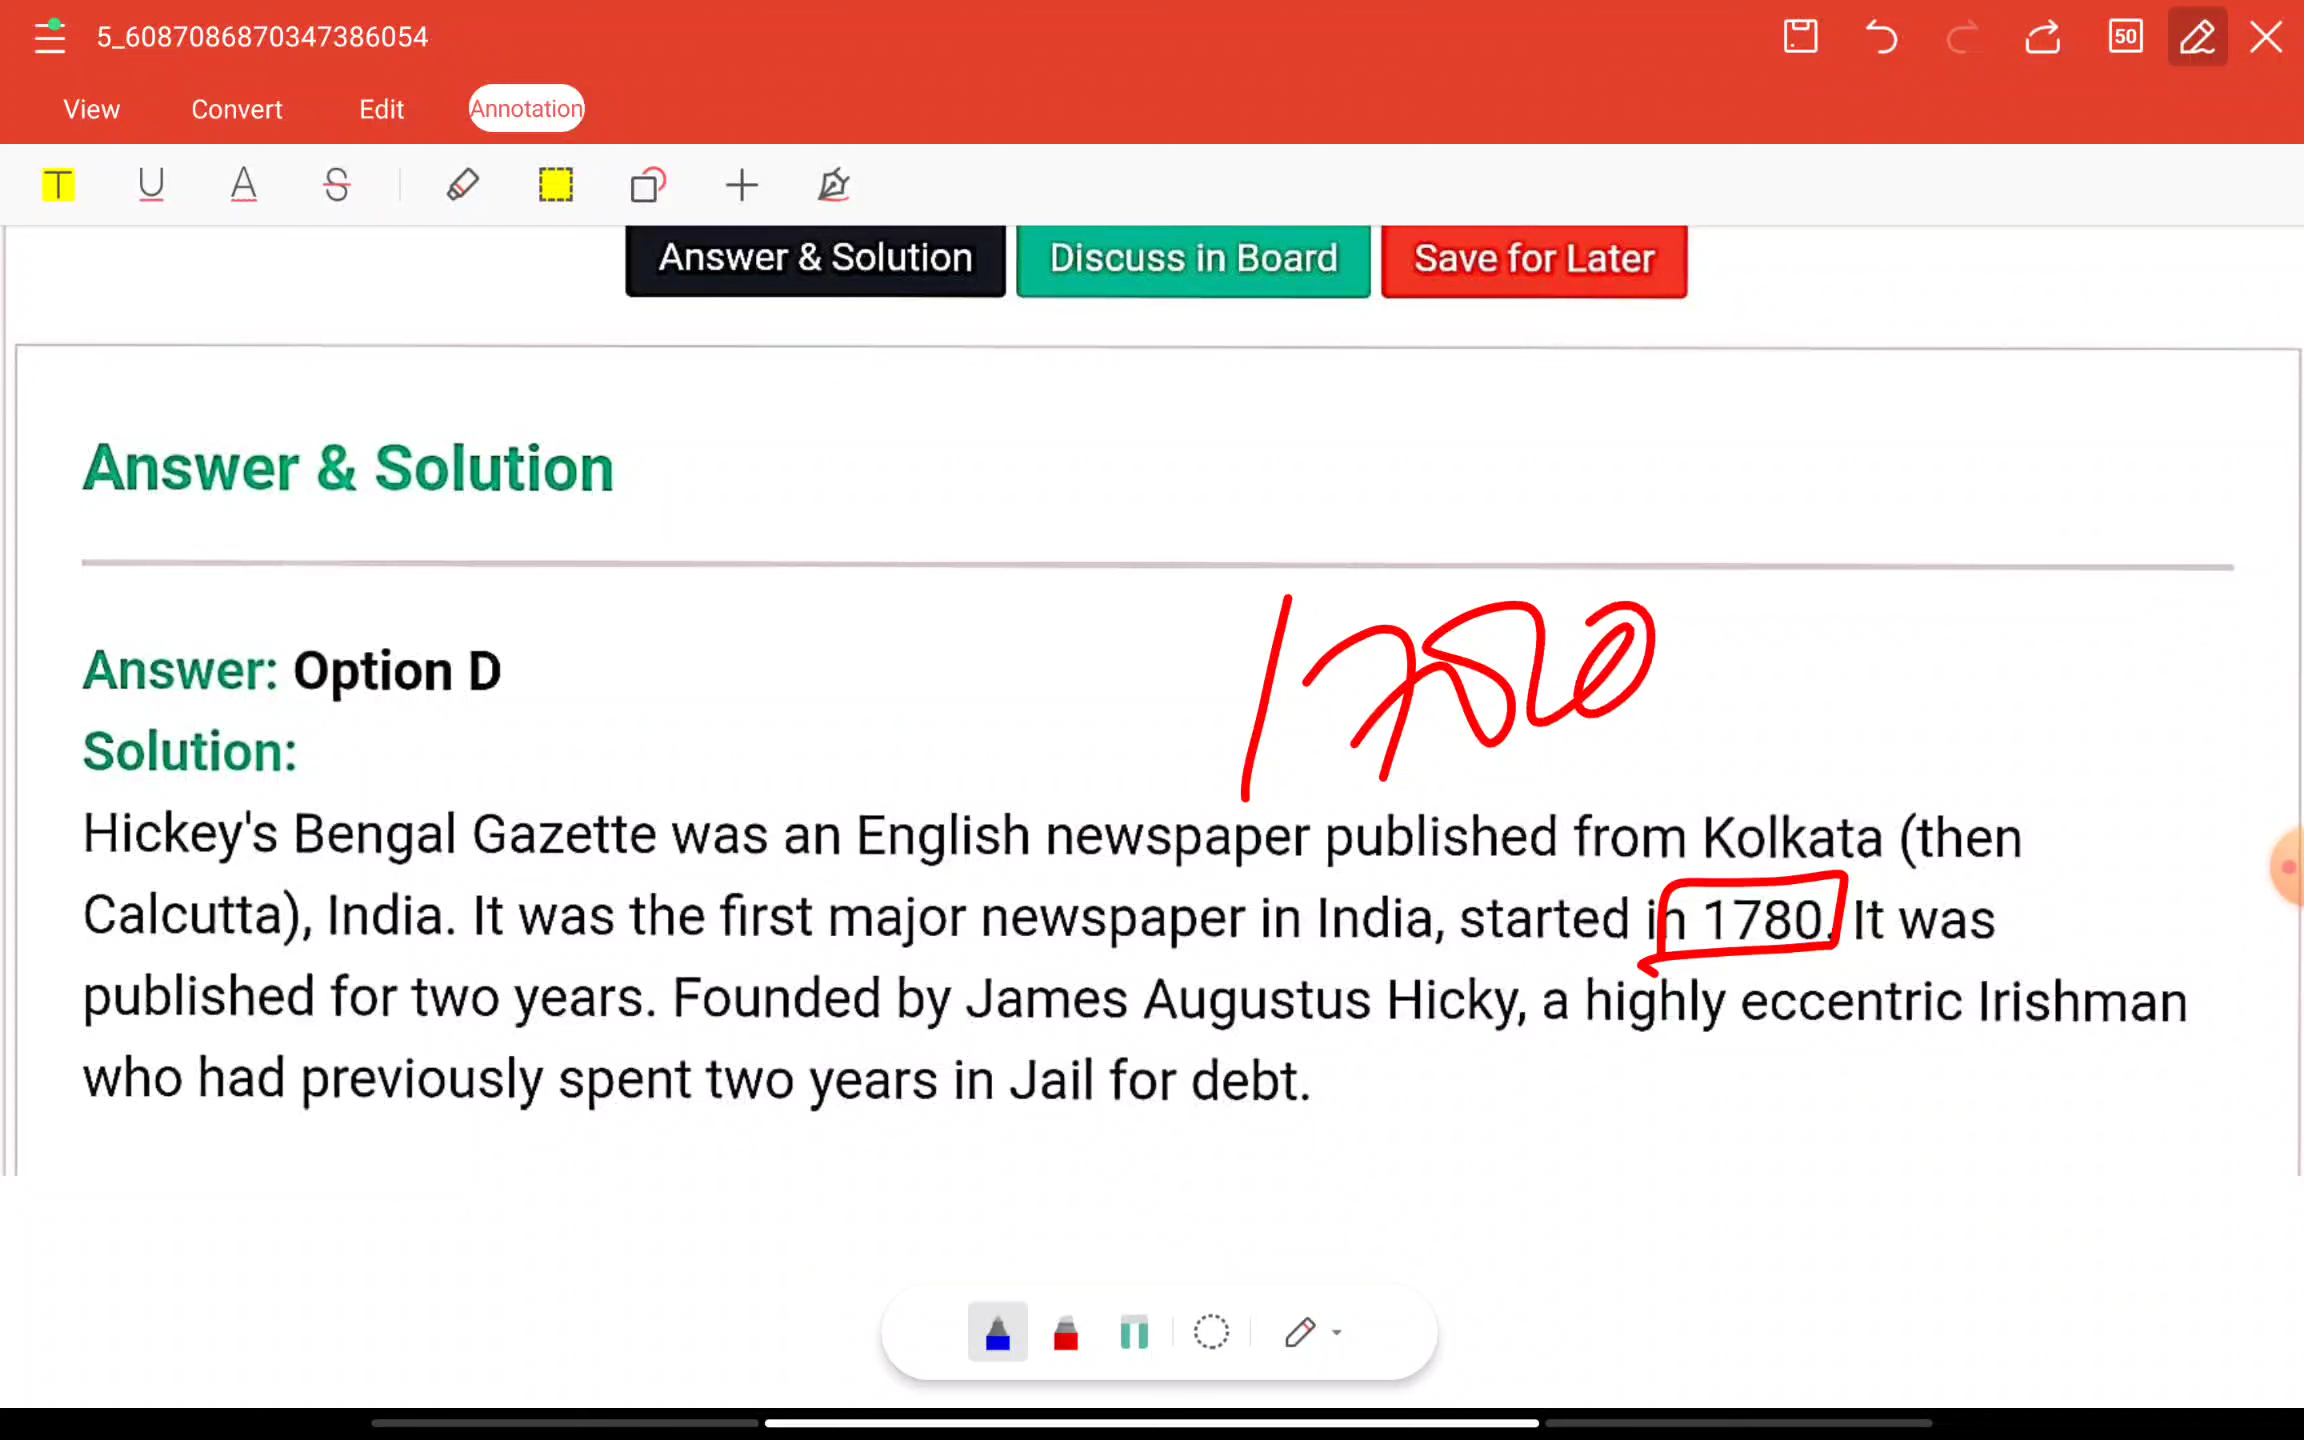 5_6087086870347386054
50
View Convert Edit Annotation
T U A S
Answer & Solution Discuss in Board Save for Later
Answer & Solution
1780
Answer: Option D
Solution:
Hickey's Bengal Gazette was an English newspaper published from Kolkata (then
Calcutta), India. It was the first major newspaper in India, started in 1780. It was
published for two years. Founded by James Augustus Hicky, a highly eccentric Irishman
who had previously spent two years in Jail for debt.